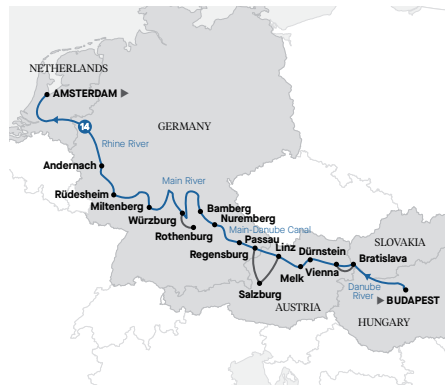 NETHERLANDS
AMSTERDAM
14
GERMANY
Rhine River
Andernach
Main River
Rüdesheim
Miltenberg
Bamberg
Würzburg
Nuremberg
Rothenburg
Main-Danube Canal
Passau
Regensburg
Linz
Dürnstein
SLOVAKIA
Bratislava
Vienna
Melk
Salzburg
Danube
River
BUDAPEST
AUSTRIA
HUNGARY